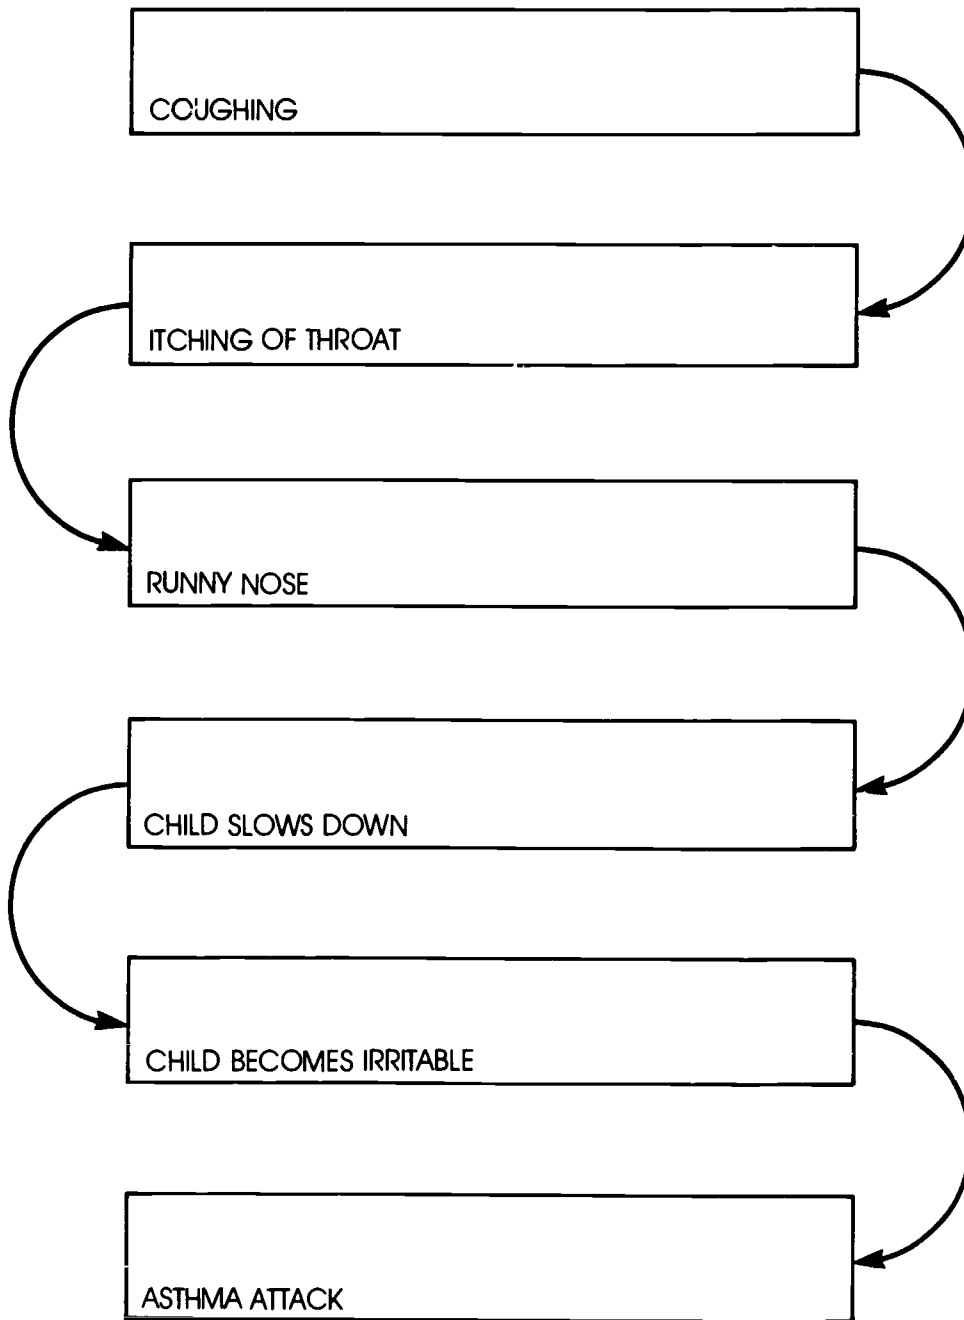 COUGHING
ITCHING OF THROAT
RUNNY NOSE
CHILD SLOWS DOWN
CHILD BECOMES IRRITABLE
ASTHMA ATTACK